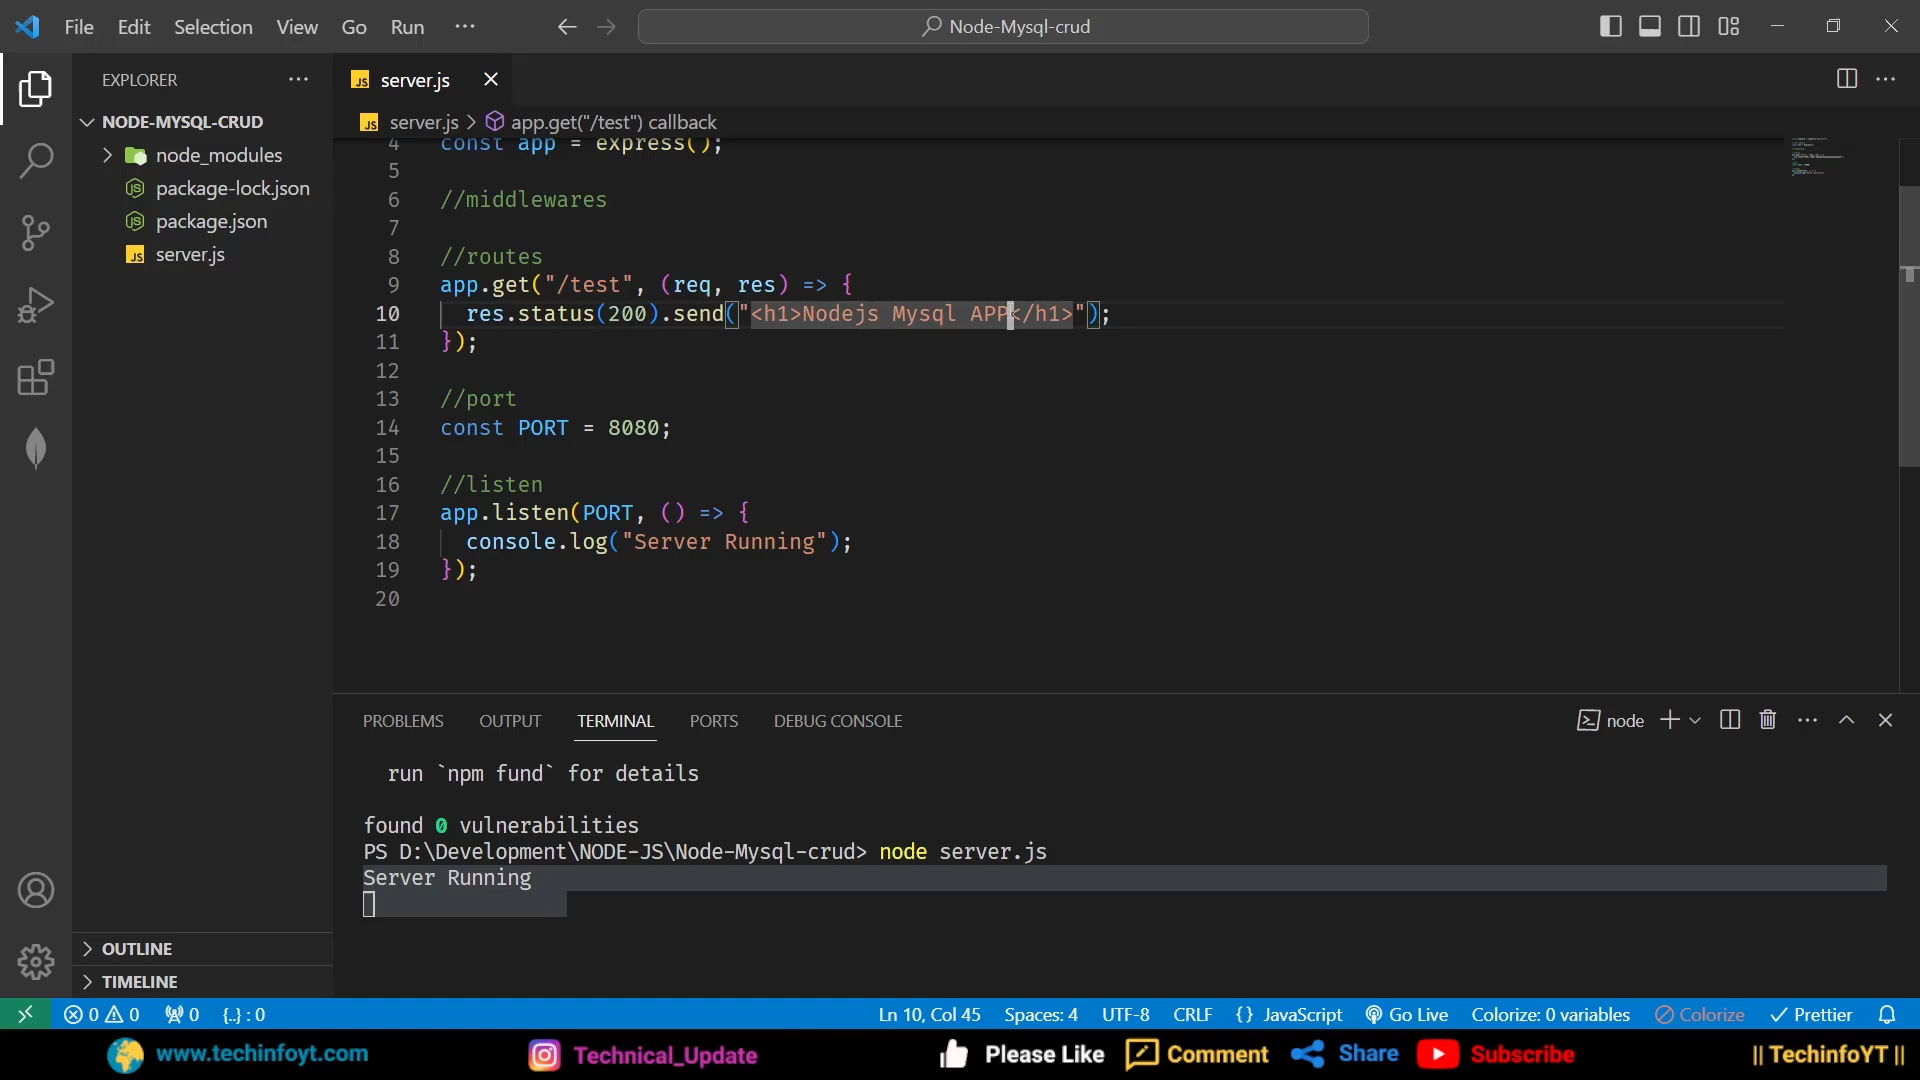 File Edit Selection View Go Run ··· Node-Mysql-crud
EXPLORER ···
server.js
NODE-MYSQL-CRUD
node_modules
package-lock.json
package.json
server.js
server.js > app.get("/test") callback
4 const app = express();
5
6 //middlewares
7
8 //routes
9 app.get("/test", (req, res) => {
10 res.status(200).send("<h1>Nodejs Mysql APP</h1>");
11 });
12
13 //port
14 const PORT = 8080;
15
16 //listen
17 app.listen(PORT, () => {
18 console.log("Server Running");
19 });
20
PROBLEMS OUTPUT TERMINAL PORTS DEBUG CONSOLE node
run `npm fund` for details
found 0 vulnerabilities
PS D:\Development\NODE-JS\Node-Mysql-crud> node server.js
Server Running
OUTLINE
TIMELINE
0 0 0 {..} : 0 Ln 10, Col 45 Spaces: 4 UTF-8 CRLF {} JavaScript Go Live Colorize: 0 variables Colorize Prettier
www.techinfoyt.com Technical_Update Please Like Comment Share Subscribe || TechinfoYT ||